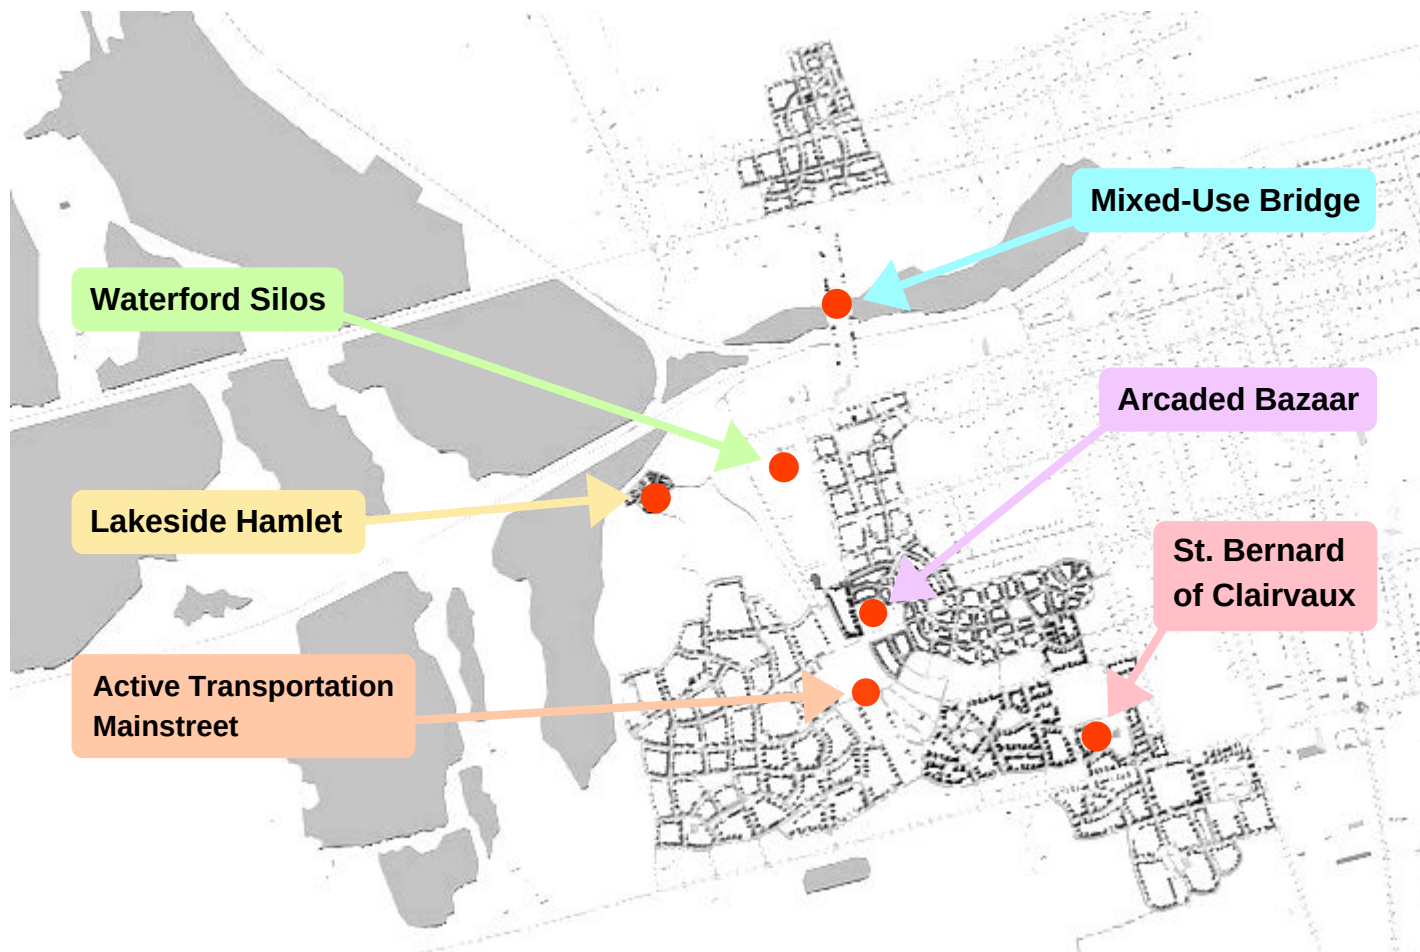 Mixed-Use Bridge
Waterford Silos
Arcaded Bazaar
Lakeside Hamlet
St. Bernard
of Clairvaux
Active Transportation
Mainstreet